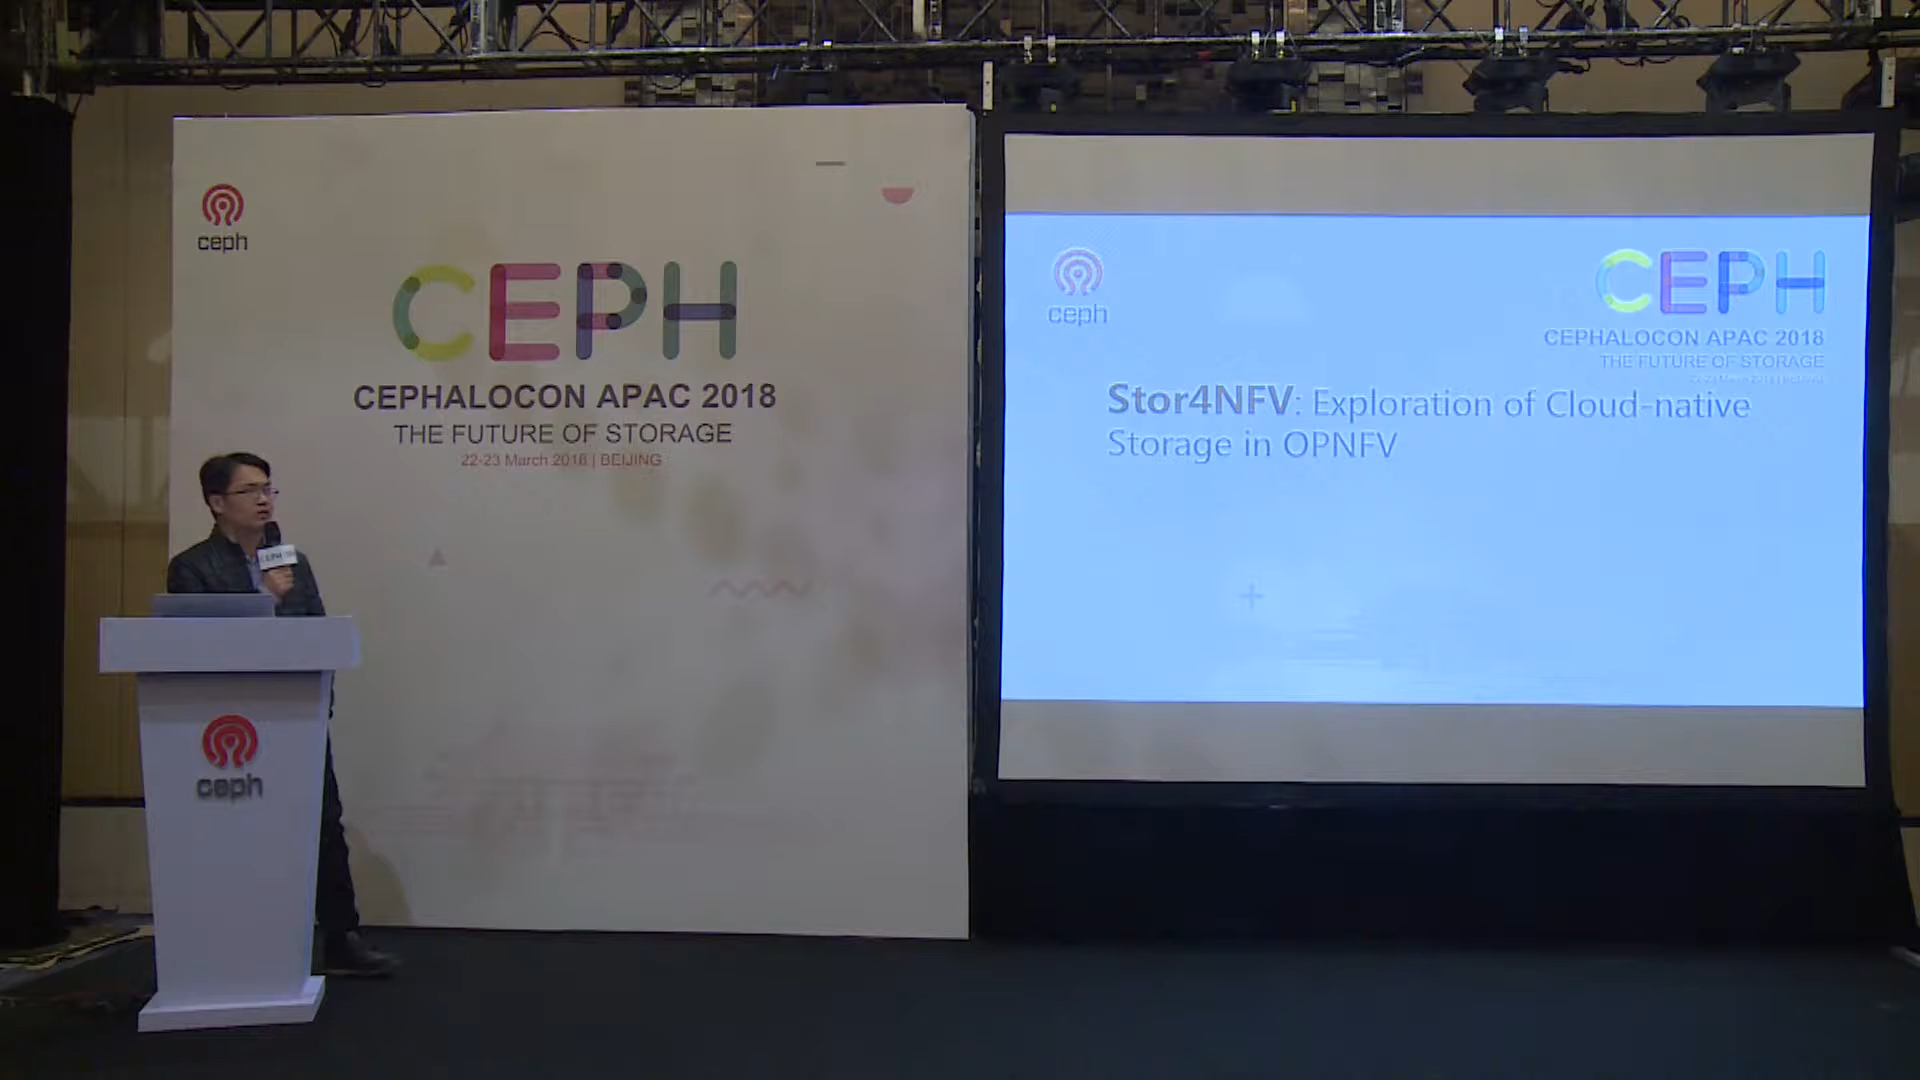 ceph
CEPH
CEPHALOCON APAC 2018
THE FUTURE OF STORAGE
22-23 March 2018 | BEIJING
CEPH
ceph
ceph
CEPH
CEPHALOCON APAC 2018
THE FUTURE OF STORAGE
Stor4NFV: Exploration of Cloud-native
Storage in OPNFV